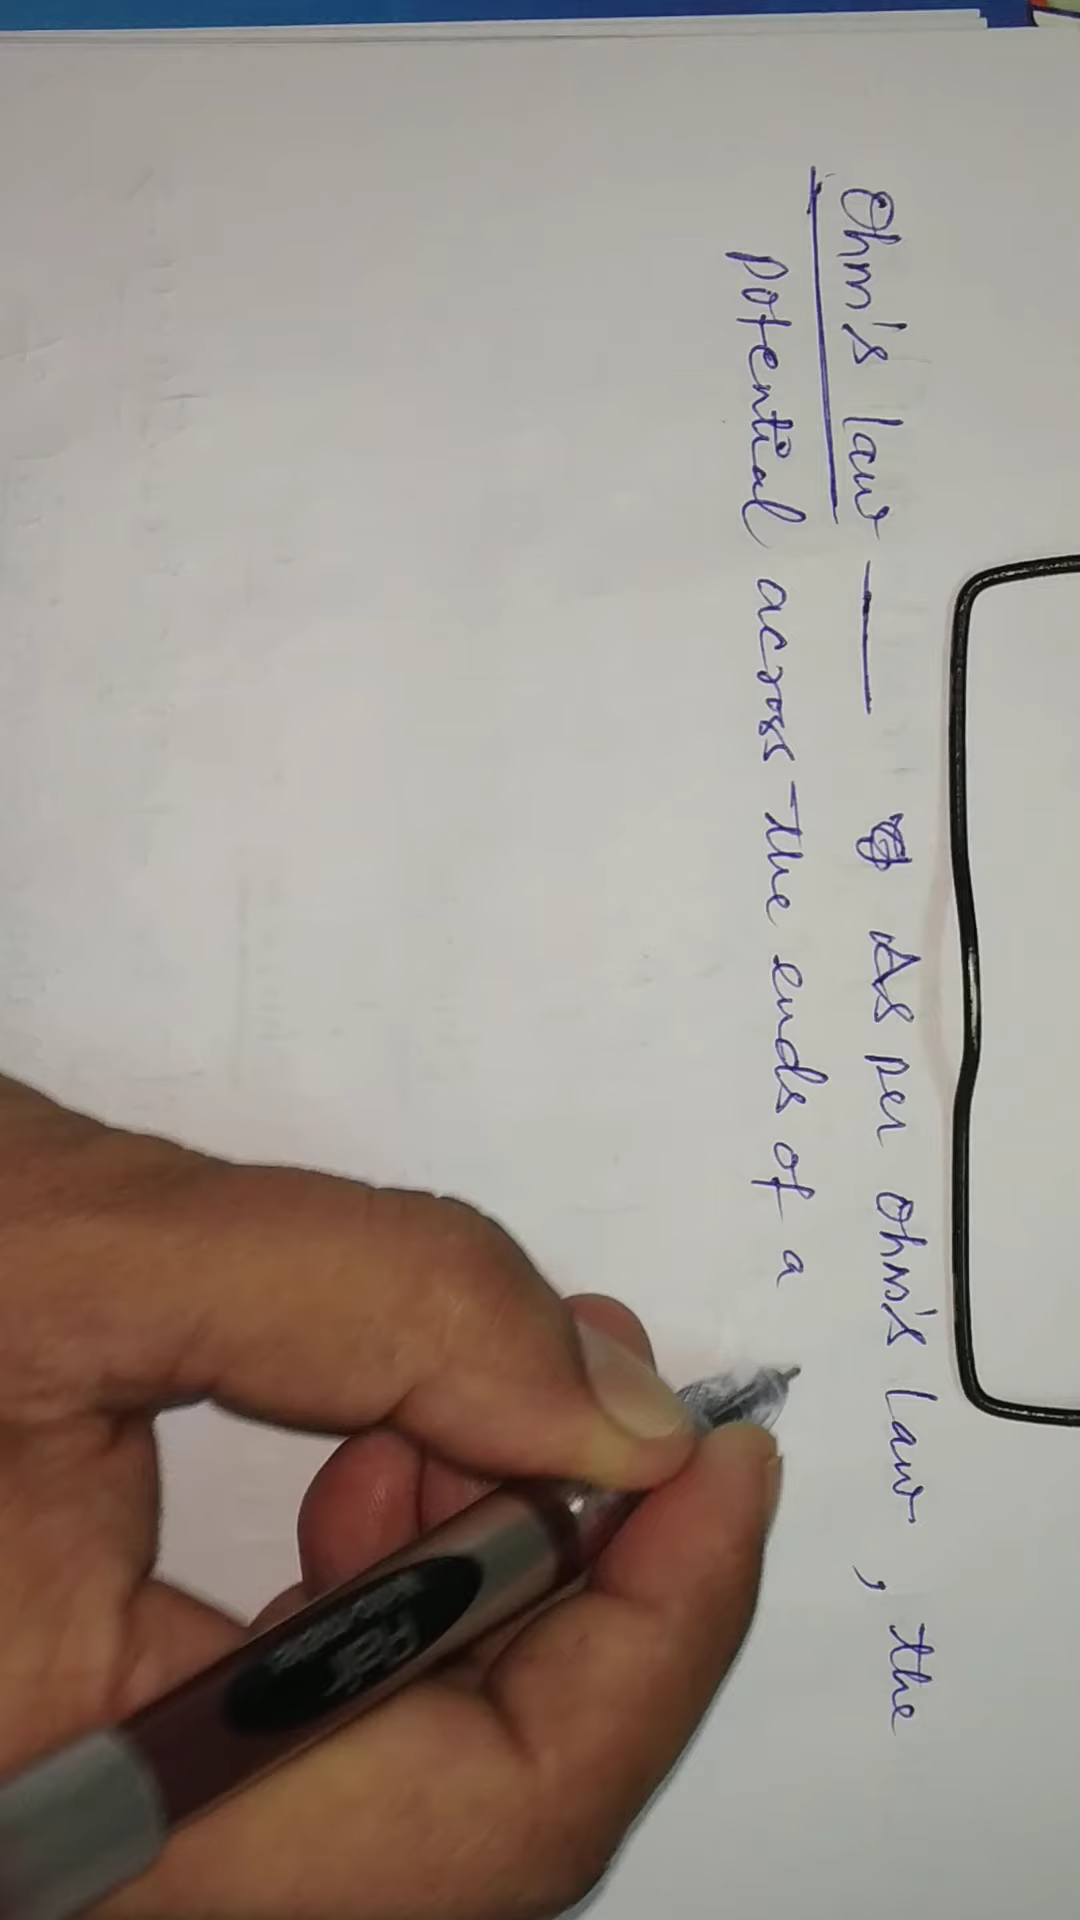 Ohm's law — As per Ohm's law, the
potential across the ends of a